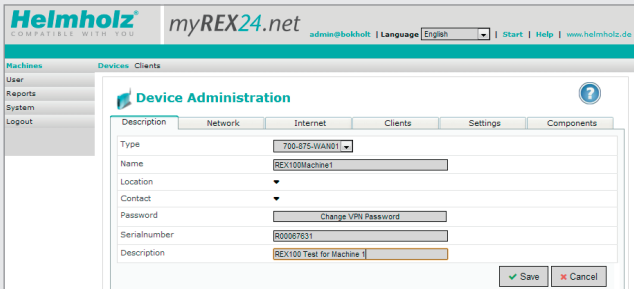 Helmholz®
COMPATIBLE WITH YOU
myREX24.net
admin@bokholt | Language English | Start | Help | www.helmholz.de
Machines
Devices Clients
User
Reports
System
Logout
Device Administration
?
Description Network Internet Clients Settings Components
Type 700-875-WAN01
Name REX100Machine1
Location
Contact
Password Change VPN Password
Serialnumber R00067631
Description REX100 Test for Machine 1
Save Cancel